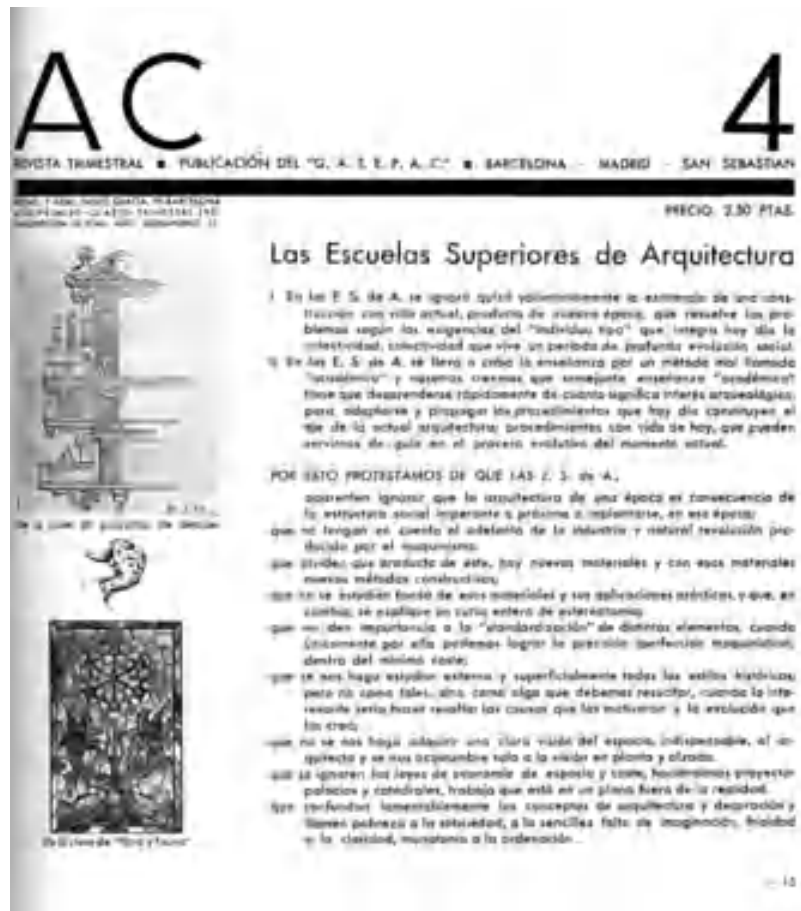 AC 4
REVISTA TRIMESTRAL ■ PUBLICACIÓN DEL "G. A. T. E. P. A. C." ■ BARCELONA - MADRID - SAN SEBASTIAN
PRECIO: 2.50 PTAS.
Las Escuelas Superiores de Arquitectura
I En las E. S. de A. se ignora quizá voluntariamente la existencia de una cons-
trucción con vida actual, producto de nuestra época, que resuelve los pro-
blemas según las exigencias del "individuo tipo" que integra hoy día la
colectividad, colectividad que vive un período de profunda evolución social.
II En las E. S. de A. se lleva a cabo la enseñanza por un método mal llamado
"académico" y nosotros creemos que semejante enseñanza "académica"
tiene que desprenderse rápidamente de cuanto significa interés arqueológico,
para adaptarse y propagar los procedimientos que hoy día constituyen el
eje de la actual arquitectura; procedimientos con vida de hoy, que pueden
servirnos de guía en el proceso evolutivo del momento actual.
POR ESTO PROTESTAMOS DE QUE LAS E. S. de A.,
aparenten ignorar que la arquitectura de una época es consecuencia de
la estructura social imperante o próxima a implantarse, en esa época;
que no tengan en cuenta el adelanto de la industria y natural revolución pro-
ducida por el maquinismo;
que olviden que producto de éste, hay nuevos materiales y con esos materiales
nuevos métodos constructivos;
que no se estudien a fondo estos materiales y sus aplicaciones prácticas, y que, en
cambio, se explique un curso entero de estereotomía;
que no den importancia a la "standardización" de distintos elementos, cuando
únicamente por ella podemos lograr la precisión (perfección maquinista),
dentro del mínimo coste;
que se nos haga estudiar externa y superficialmente todos los estilos históricos;
pero no como tales, sino como algo que debemos resucitar, cuando lo inte-
resante sería hacer resaltar las causas que los motivaron y la evolución que
los creó;
que no se nos haga adquirir una clara visión del espacio, indispensable, al ar-
quitecto y se nos acostumbre solo a la visión en planta y alzado.
que se ignoren las leyes de economía de espacio y coste, haciéndonos proyectar
palacios y catedrales, trabajo que está en un plano fuera de la realidad.
que confundan lamentablemente los conceptos de arquitectura y decoración y
llamen pobreza a la sobriedad, a la sencillez falta de imaginación, frialdad
a la claridad, monotonía a la ordenación.
De la clase de "flora y fauna"